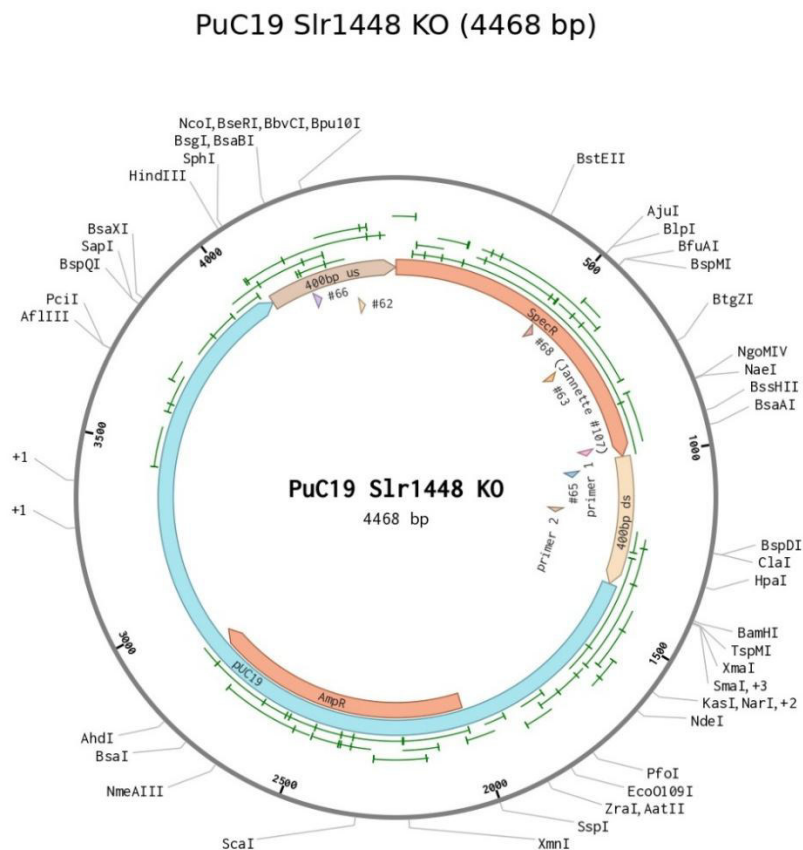 PuC19 Slr1448 KO (4468 bp)
NcoI,BseRI,BbvCI,Bpu10I
BsgI,BsaBI
SphI
HindIII
BstEII
AjuI
BlpI
BfuAI
BspMI
BsaXI
SapI
BspQI
PciI
AflIII
4000
500
BtgZI
NgoMIV
NaeI
BssHII
BsaAI
400bp us
#66
#62
SpecR
#68 (Jannette #107)
#63
primer 1
#65
primer 2
3500
1000
+1
+1
PuC19 Slr1448 KO
4468 bp
400bp ds
BspDI
ClaI
HpaI
BamHI
TspMI
XmaI
SmaI,+3
KasI,NarI,+2
NdeI
3000
1500
pUC19
AmpR
AhdI
BsaI
NmeAIII
2500
2000
PfoI
EcoO109I
ZraI,AatII
SspI
ScaI
XmnI